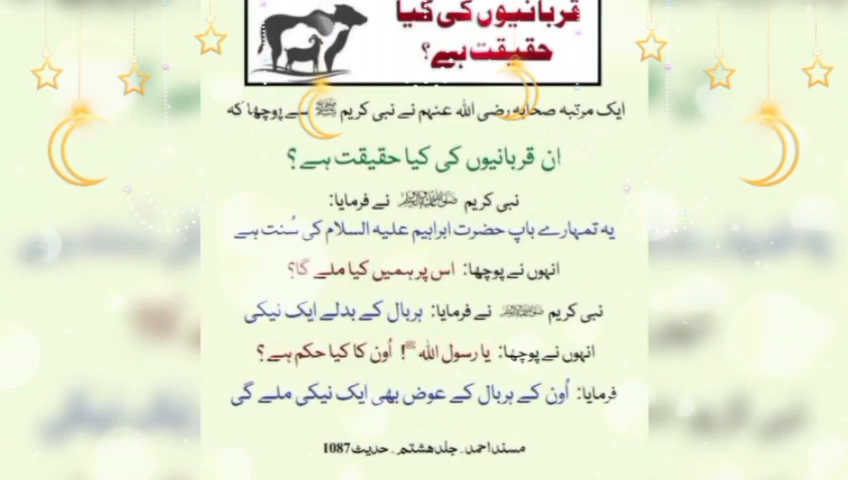 قربانیوں کی کیا
حقیقت ہے؟
ایک مرتبہ صحابہ رضی اللہ عنہم نے نبی کریم ﷺ سے پوچھا کہ
ان قربانیوں کی کیا حقیقت ہے؟
نبی کریم ﷺ نے فرمایا:
یہ تمہارے باپ حضرت ابراہیم علیہ السلام کی سُنت ہے
انہوں نے پوچھا: اس پر ہمیں کیا ملے گا؟
نبی کریم ﷺ نے فرمایا: ہر بال کے بدلے ایک نیکی
انہوں نے پوچھا: یا رسول اللہ ﷺ! اُون کا کیا حکم ہے؟
فرمایا: اُون کے ہر بال کے عوض بھی ایک نیکی ملے گی
مسند احمد۔ جلد ہشتم۔ حدیث 1087